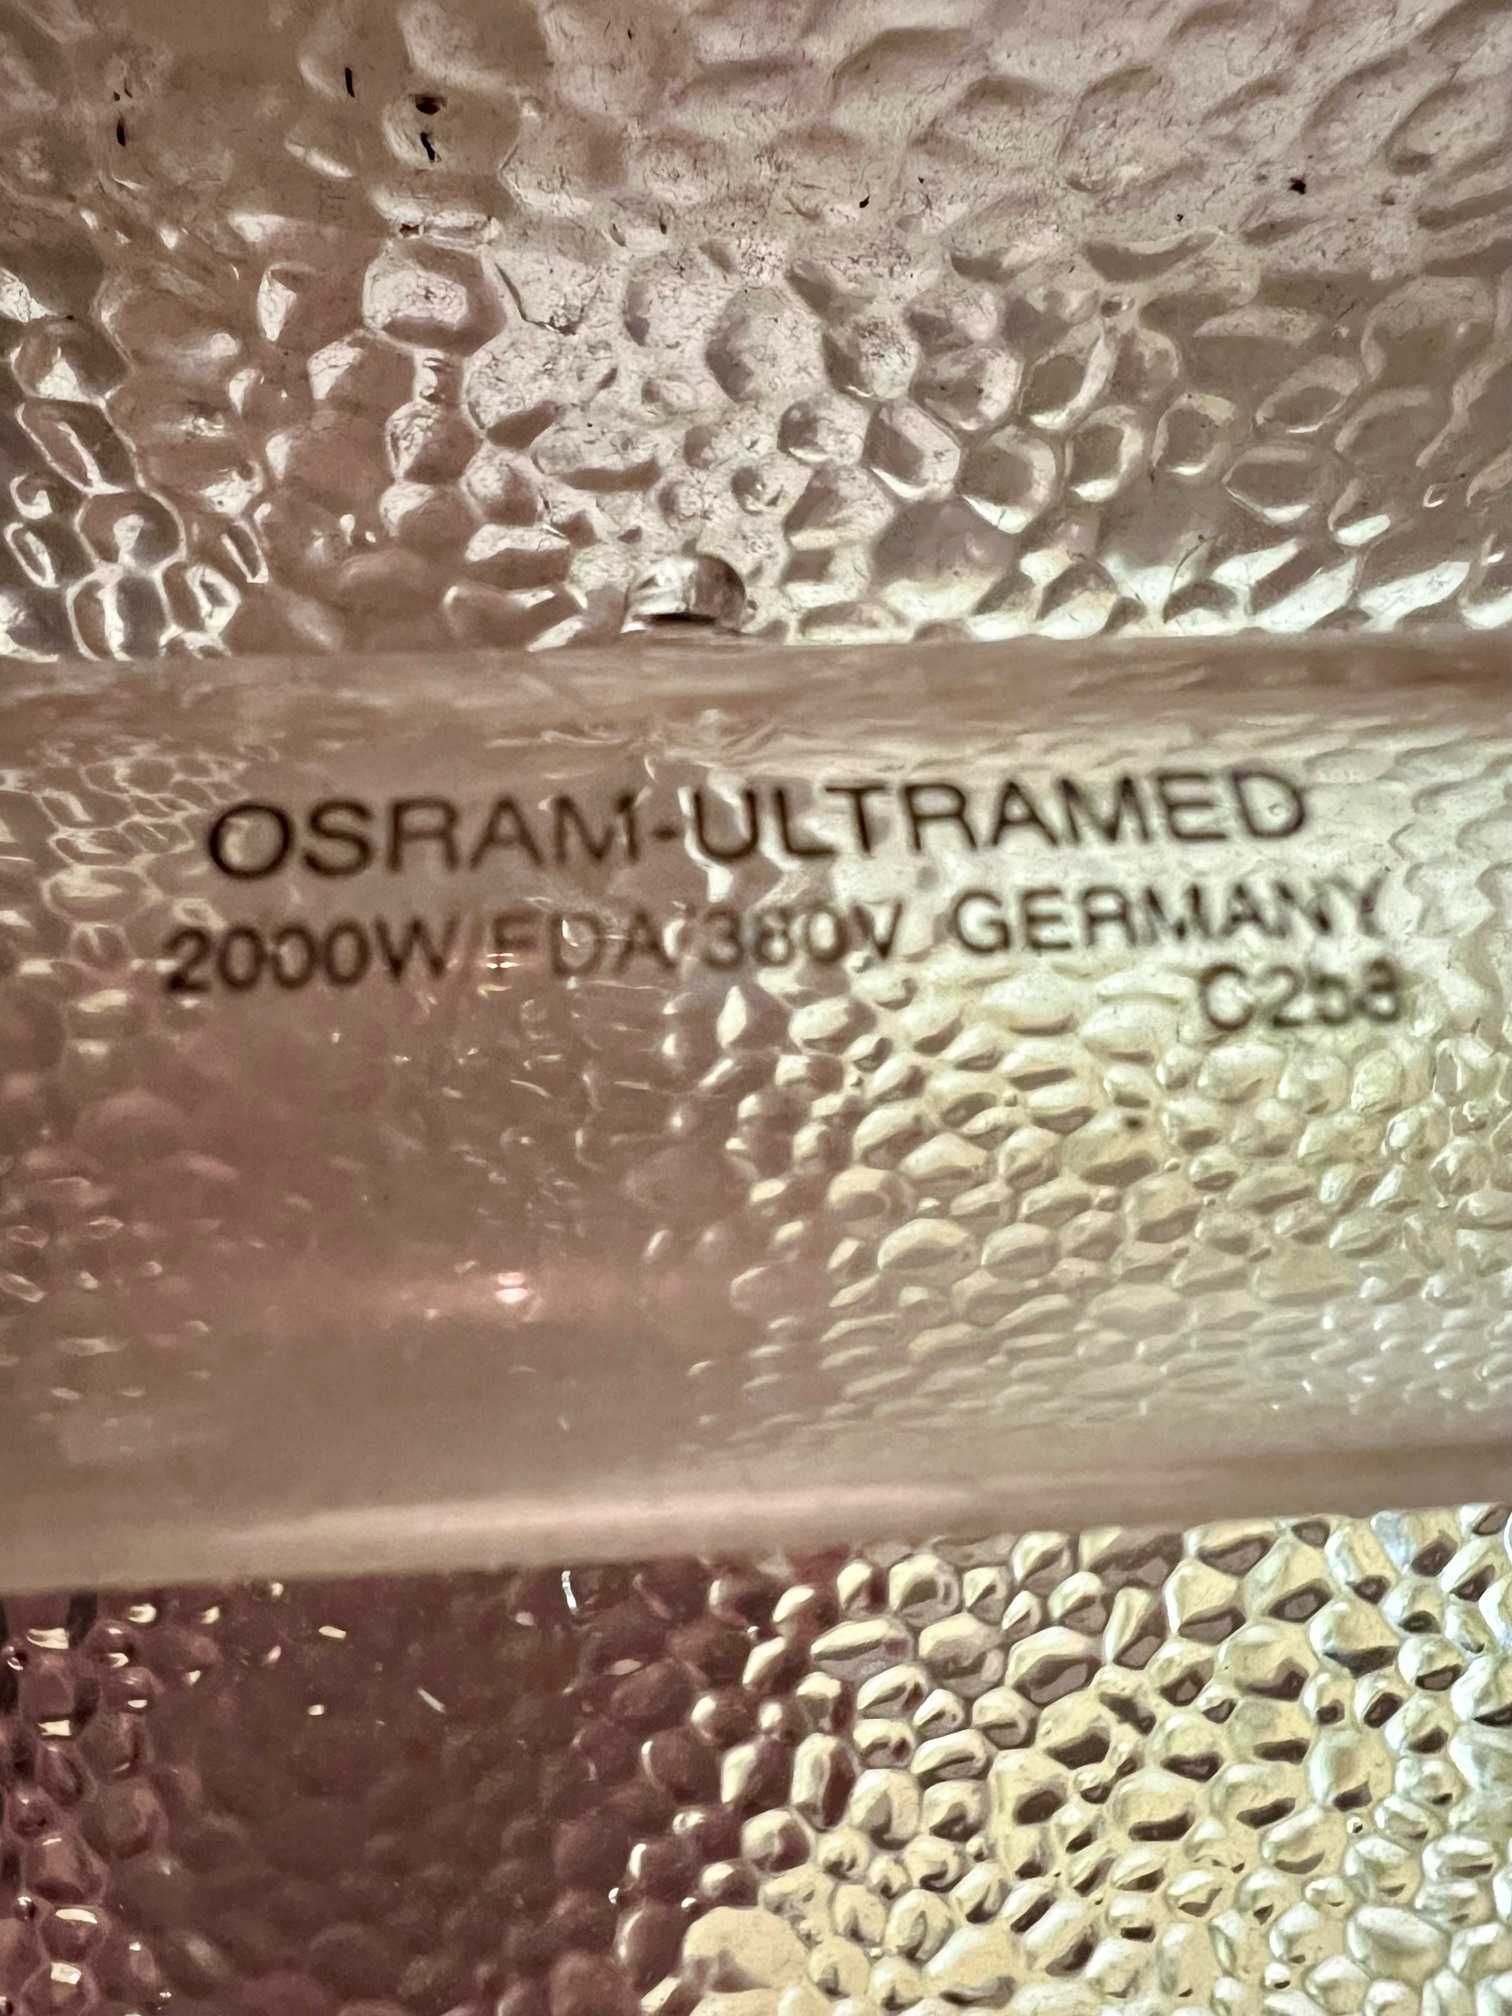 OSRAM-ULTRAMED
2000W FDA 380V GERMANY
C258